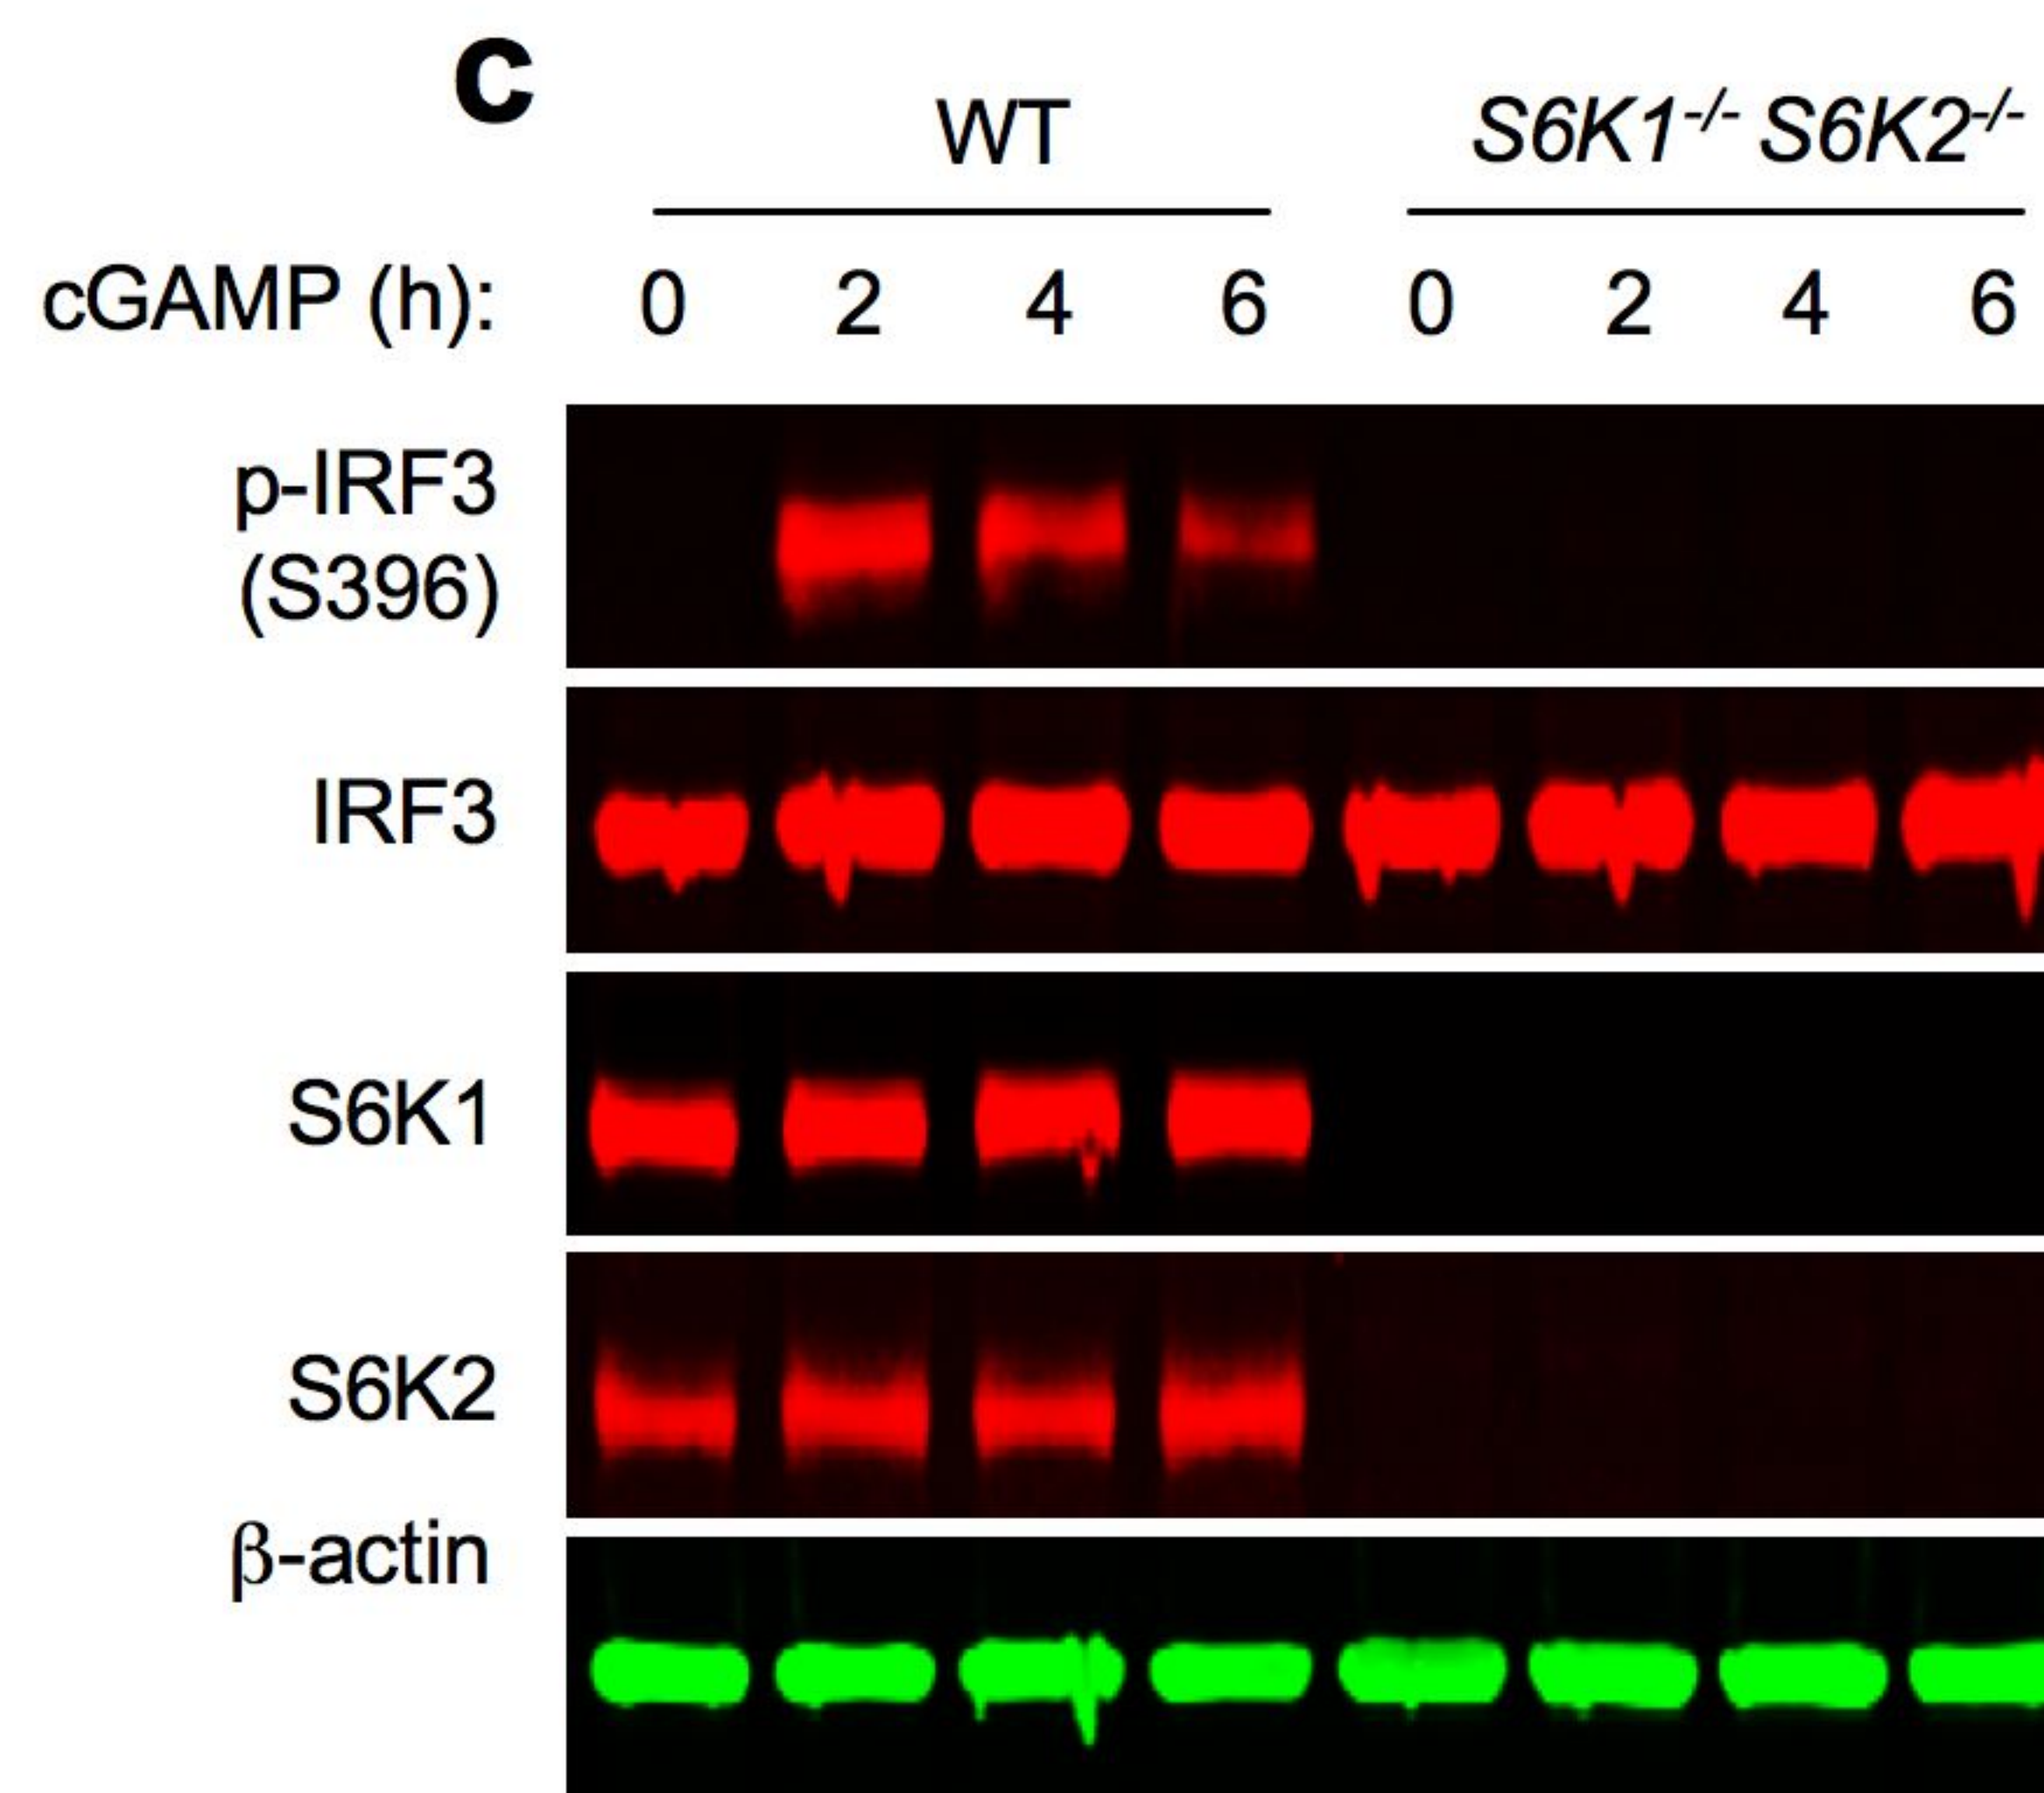 c
WT S6K1-/- S6K2-/-
cGAMP (h): 0 2 4 6 0 2 4 6
p-IRF3
(S396)
IRF3
S6K1
S6K2
β-actin